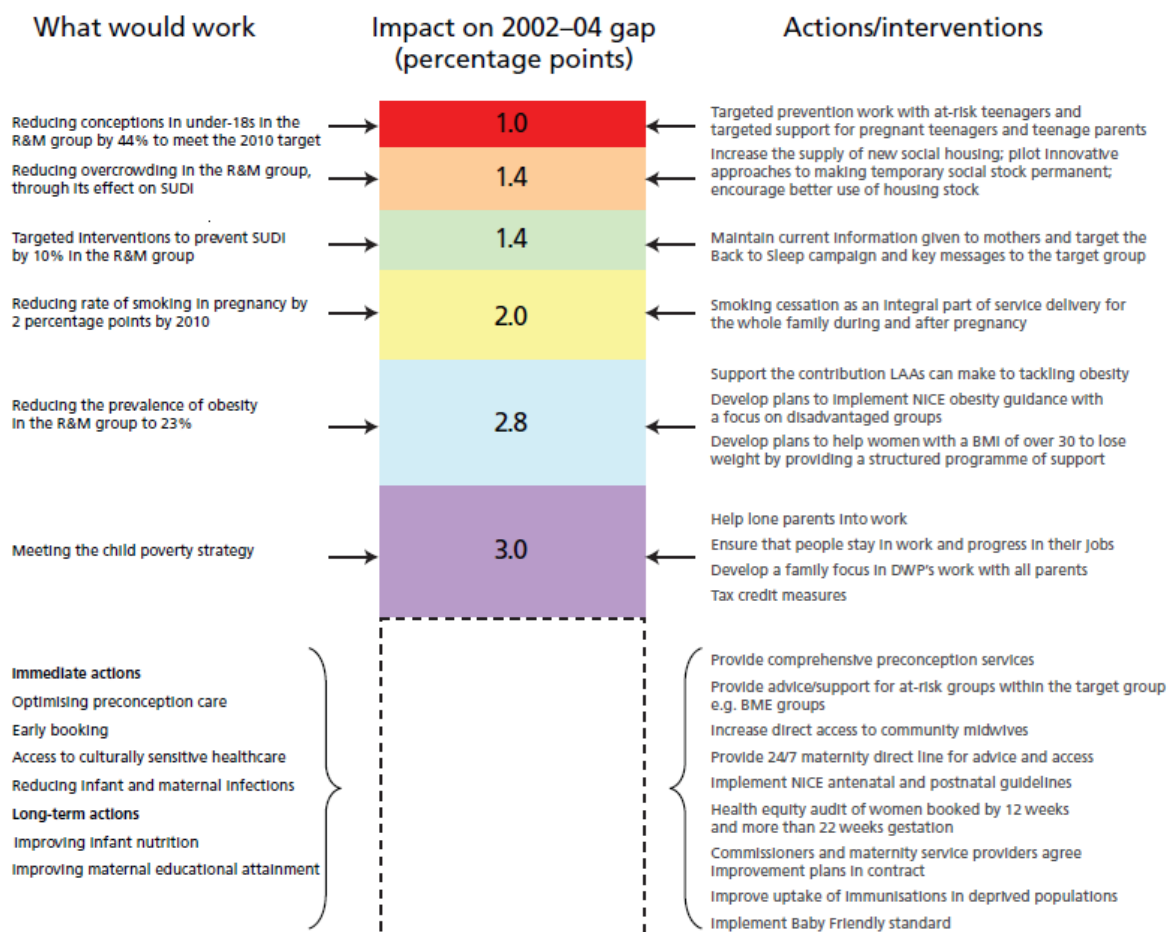 What would work
Impact on 2002–04 gap
(percentage points)
Actions/interventions
Reducing conceptions in under-18s in the
R&M group by 44% to meet the 2010 target
1.0
Targeted prevention work with at-risk teenagers and
targeted support for pregnant teenagers and teenage parents
Reducing overcrowding in the R&M group,
through its effect on SUDI
1.4
Increase the supply of new social housing; pilot innovative
approaches to making temporary social stock permanent;
encourage better use of housing stock
Targeted interventions to prevent SUDI
by 10% in the R&M group
1.4
Maintain current information given to mothers and target the
Back to Sleep campaign and key messages to the target group
Reducing rate of smoking in pregnancy by
2 percentage points by 2010
2.0
Smoking cessation as an integral part of service delivery for
the whole family during and after pregnancy
Reducing the prevalence of obesity
in the R&M group to 23%
2.8
Support the contribution LAAs can make to tackling obesity
Develop plans to implement NICE obesity guidance with
a focus on disadvantaged groups
Develop plans to help women with a BMI of over 30 to lose
weight by providing a structured programme of support
Meeting the child poverty strategy
3.0
Help lone parents into work
Ensure that people stay in work and progress in their jobs
Develop a family focus in DWP's work with all parents
Tax credit measures
Immediate actions
Optimising preconception care
Early booking
Access to culturally sensitive healthcare
Reducing infant and maternal infections
Long-term actions
Improving infant nutrition
Improving maternal educational attainment
Provide comprehensive preconception services
Provide advice/support for at-risk groups within the target group
e.g. BME groups
Increase direct access to community midwives
Provide 24/7 maternity direct line for advice and access
Implement NICE antenatal and postnatal guidelines
Health equity audit of women booked by 12 weeks
and more than 22 weeks gestation
Commissioners and maternity service providers agree
improvement plans in contract
Improve uptake of immunisations in deprived populations
Implement Baby Friendly standard